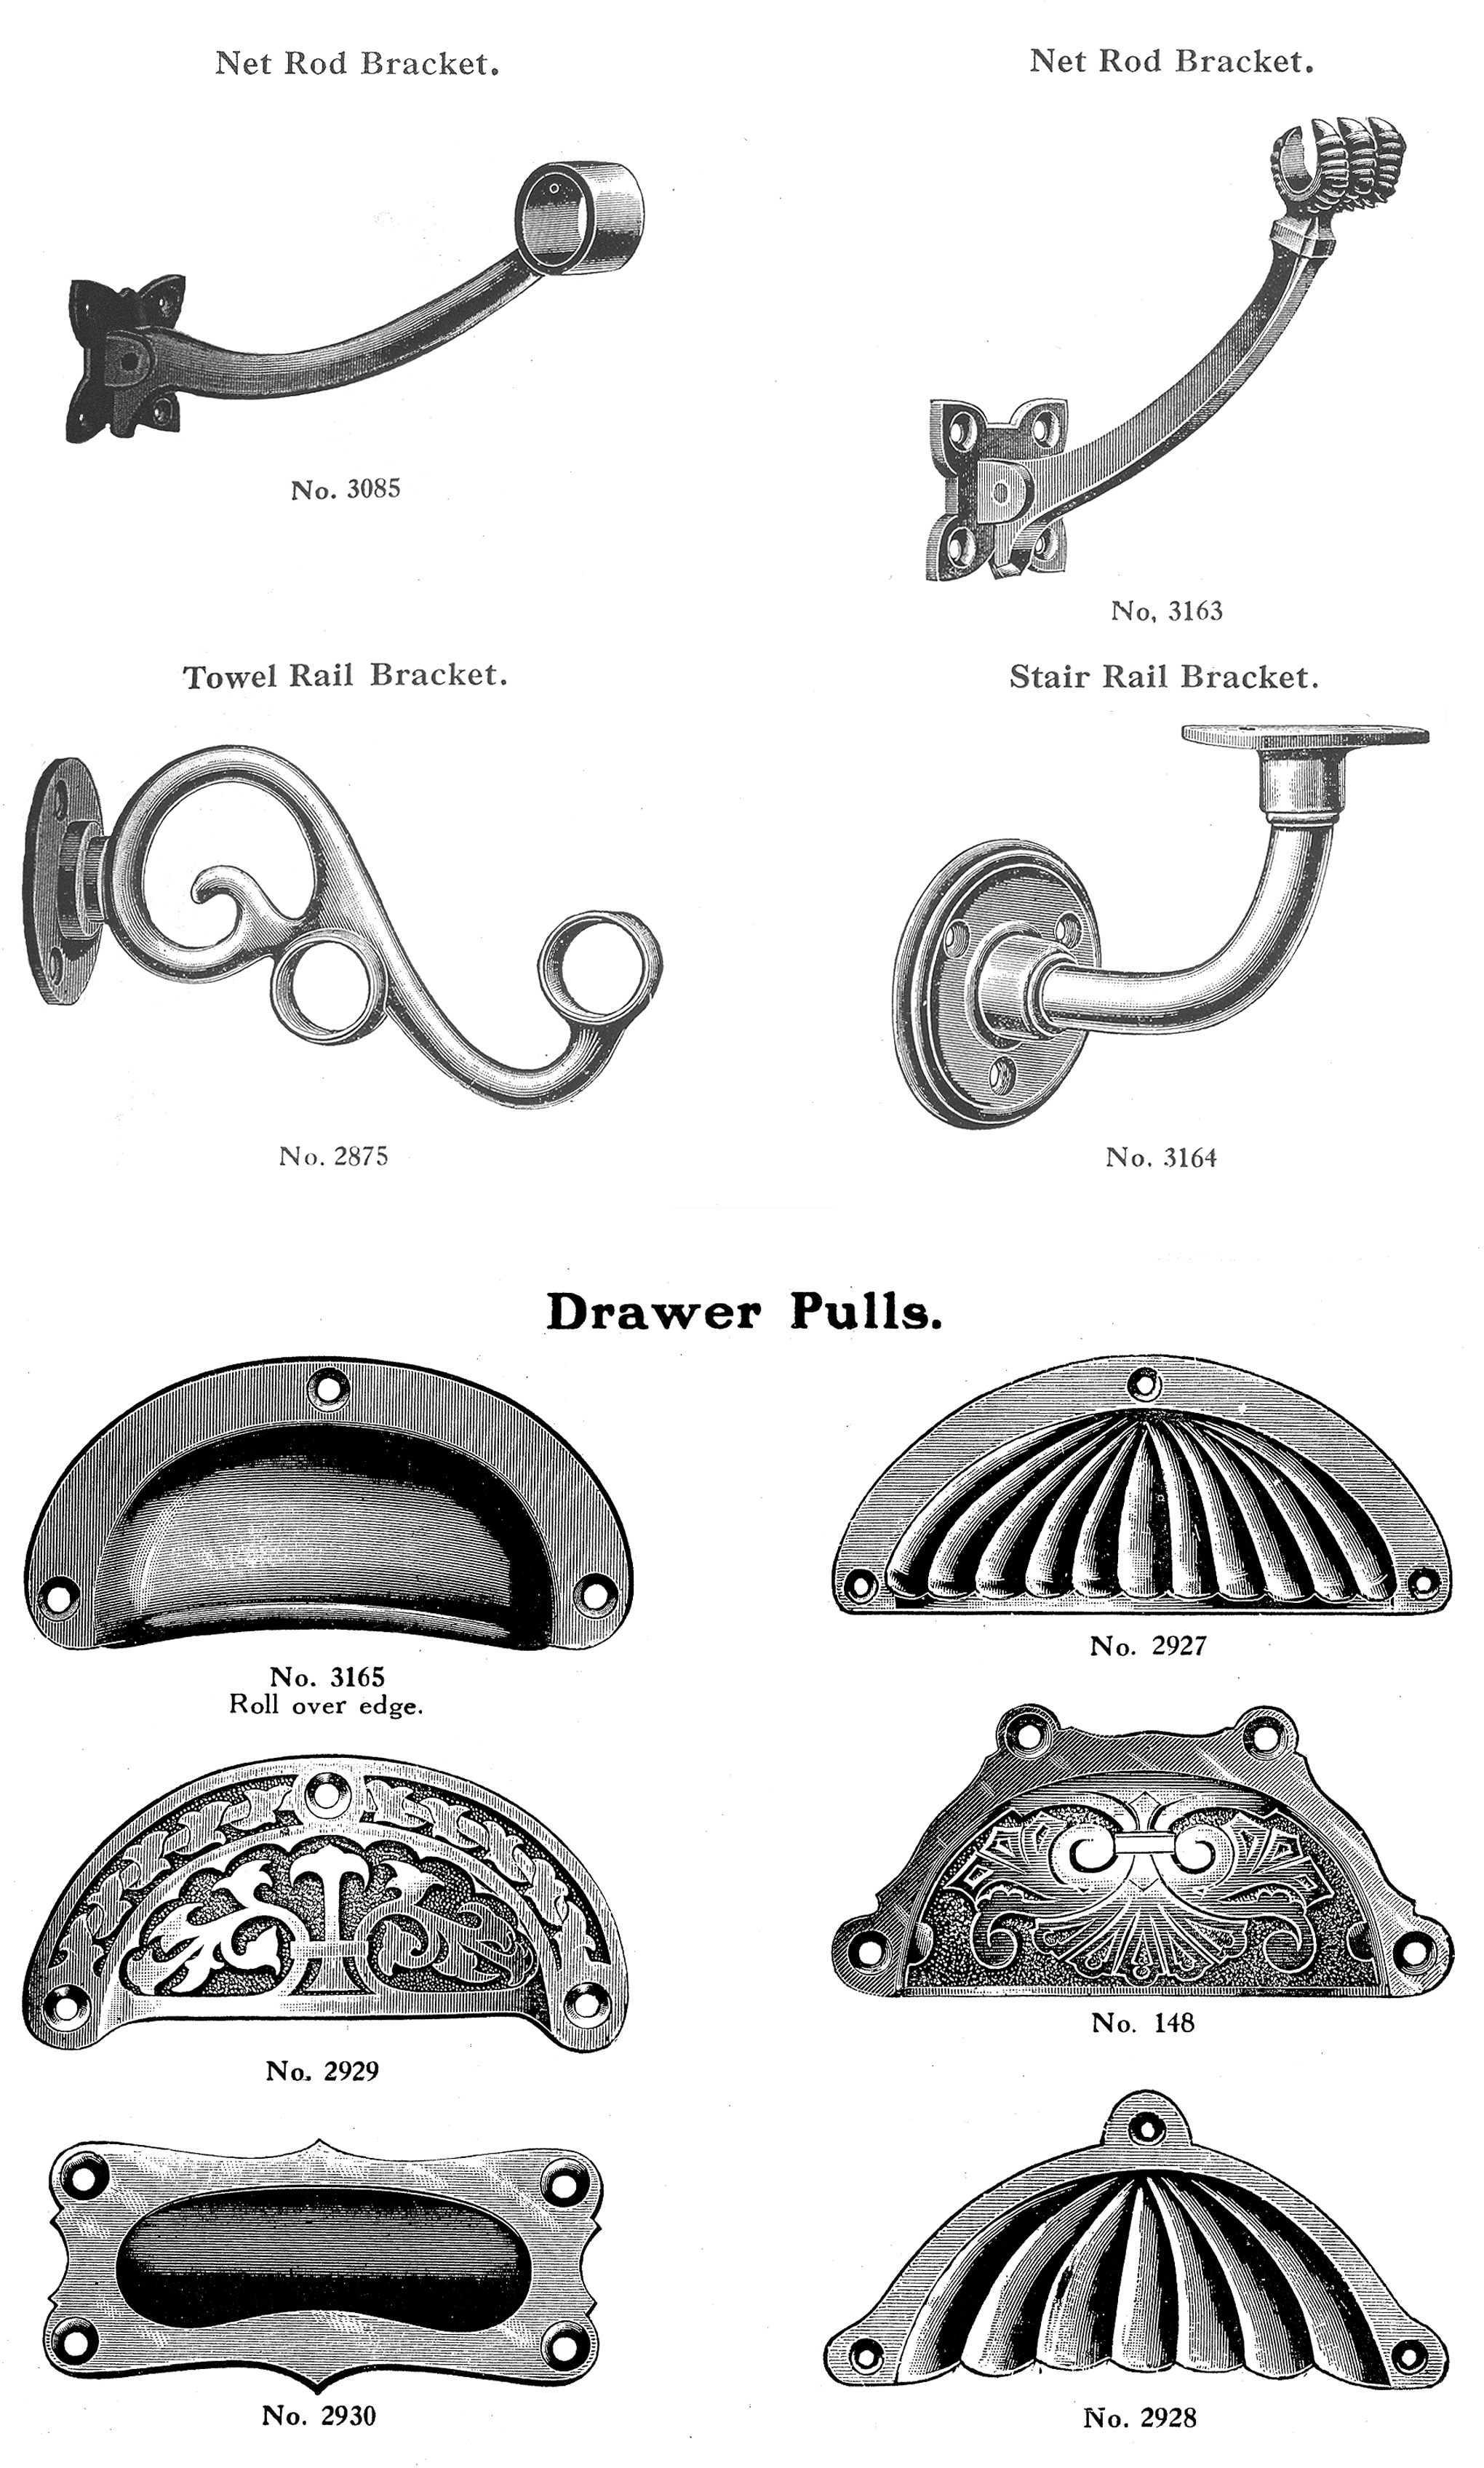 Net Rod Bracket.
Net Rod Bracket.
No. 3085
No, 3163
Towel Rail Bracket.
Stair Rail Bracket.
No. 2875
No. 3164
Drawer Pulls.
No. 3165
Roll over edge.
No. 2927
No. 2929
No. 148
No. 2930
No. 2928